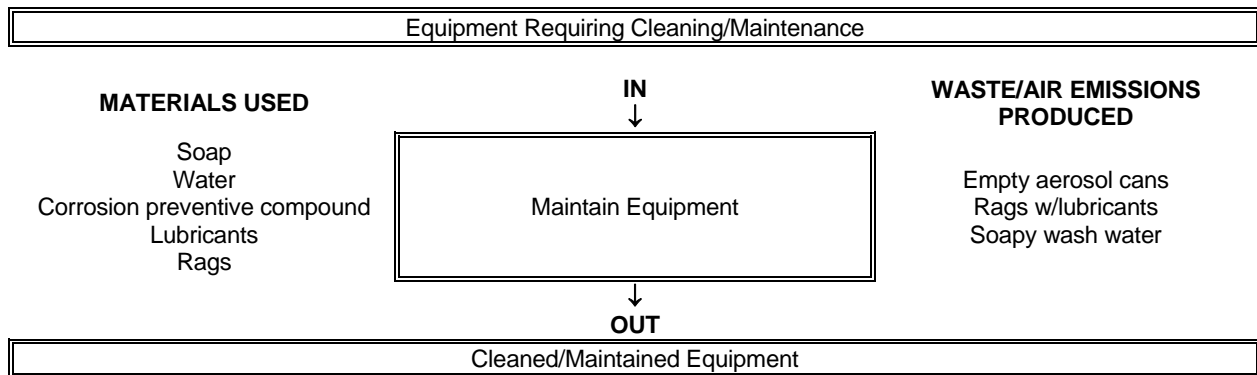 Equipment Requiring Cleaning/Maintenance
MATERIALS USED
Soap
Water
Corrosion preventive compound
Lubricants
Rags
IN
↓
Maintain Equipment
↓
OUT
WASTE/AIR EMISSIONS
PRODUCED
Empty aerosol cans
Rags w/lubricants
Soapy wash water
Cleaned/Maintained Equipment